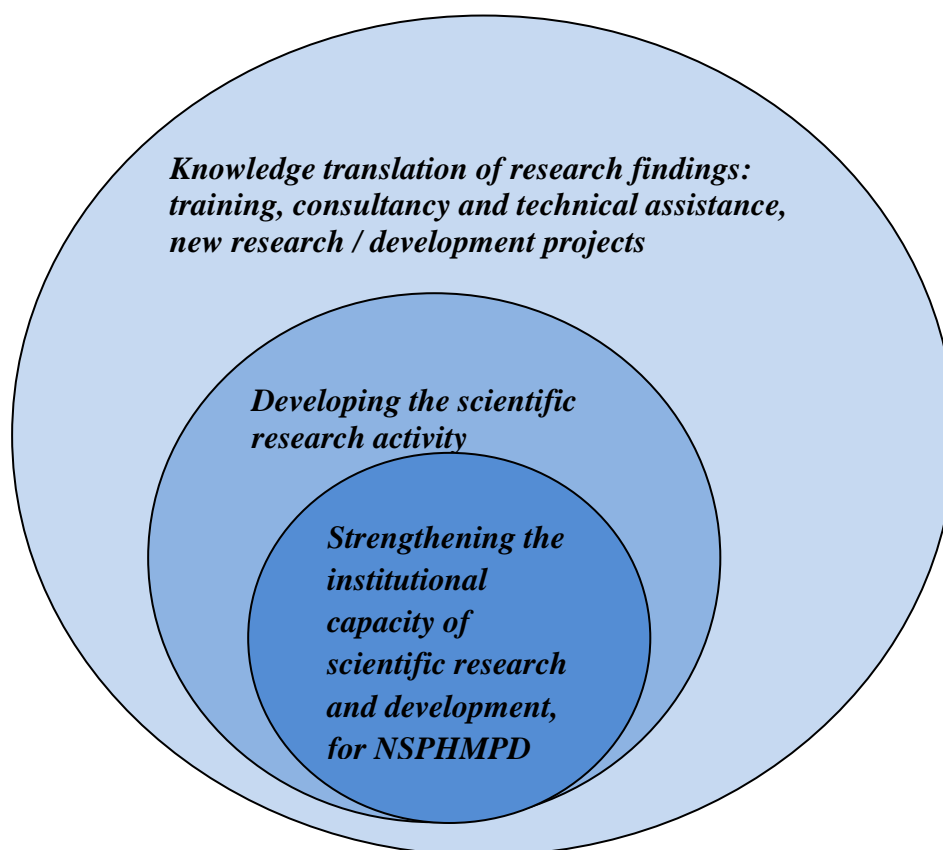 Knowledge translation of research findings:
training, consultancy and technical assistance,
new research / development projects
Developing the scientific
research activity
Strengthening the
institutional
capacity of
scientific research
and development,
for NSPHMPD